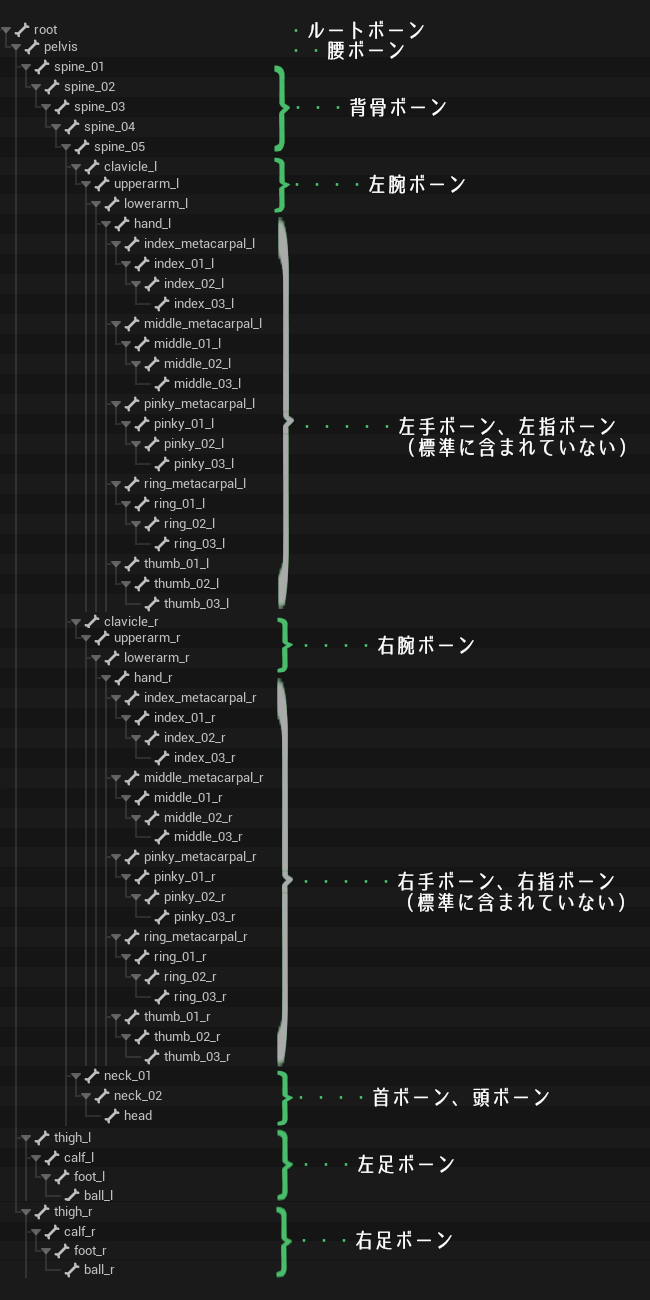 root ・ルートボーン
pelvis ・・腰ボーン
spine_01
spine_02
spine_03 ・・・背骨ボーン
spine_04
spine_05
clavicle_l
upperarm_l ・・・・左腕ボーン
lowerarm_l
hand_l
index_metacarpal_l
index_01_l
index_02_l
index_03_l
middle_metacarpal_l
middle_01_l
middle_02_l
middle_03_l
pinky_metacarpal_l
pinky_01_l ・・・・・左手ボーン、左指ボーン
pinky_02_l （標準に含まれていない）
pinky_03_l
ring_metacarpal_l
ring_01_l
ring_02_l
ring_03_l
thumb_01_l
thumb_02_l
thumb_03_l
clavicle_r
upperarm_r ・・・・右腕ボーン
lowerarm_r
hand_r
index_metacarpal_r
index_01_r
index_02_r
index_03_r
middle_metacarpal_r
middle_01_r
middle_02_r
middle_03_r
pinky_metacarpal_r
pinky_01_r ・・・・・右手ボーン、右指ボーン
pinky_02_r （標準に含まれていない）
pinky_03_r
ring_metacarpal_r
ring_01_r
ring_02_r
ring_03_r
thumb_01_r
thumb_02_r
thumb_03_r
neck_01
neck_02 ・・・・首ボーン、頭ボーン
head
thigh_l
calf_l ・・・左足ボーン
foot_l
ball_l
thigh_r
calf_r ・・・右足ボーン
foot_r
ball_r